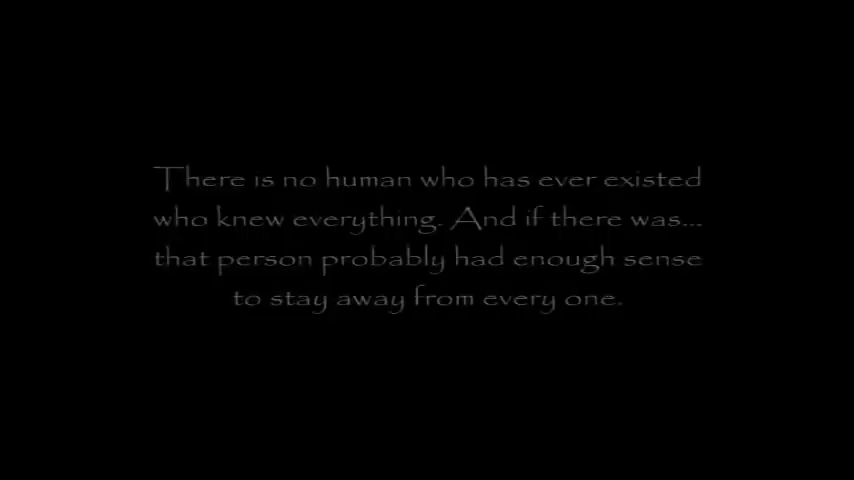 There is no human who has ever existed
who knew everything. And if there was...
that person probably had enough sense
to stay away from every one.